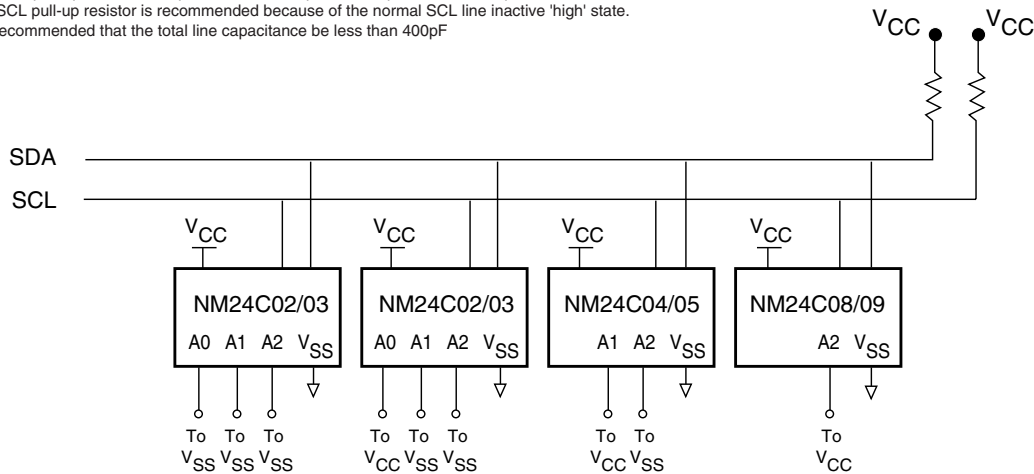 SCL pull-up resistor is recommended because of the normal SCL line inactive 'high' state.
ecommended that the total line capacitance be less than 400pF
VCC VCC
SDA
SCL
VCC VCC VCC VCC
NM24C02/03 NM24C02/03 NM24C04/05 NM24C08/09
A0 A1 A2 VSS A0 A1 A2 VSS A1 A2 VSS A2 VSS
To To To To To To To To To
VSS VSS VSS VCC VSS VSS VCC VSS VCC